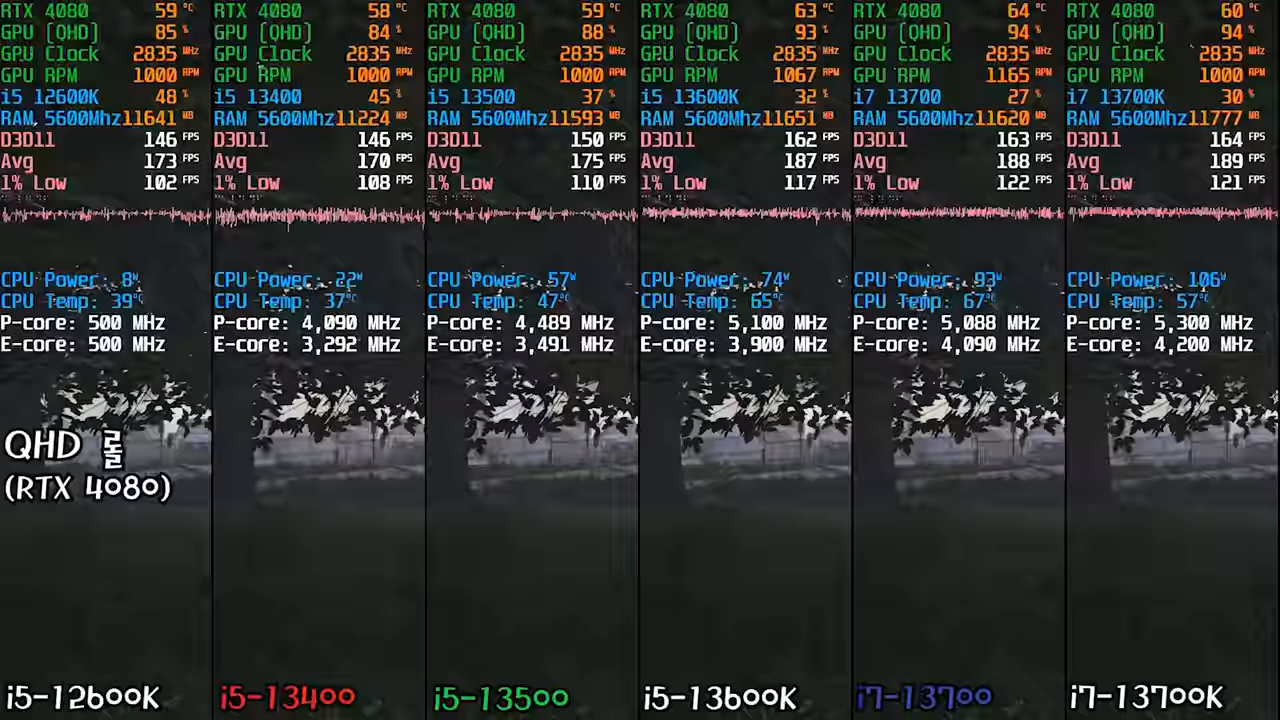 RTX 4080 59 °C
GPU (QHD) 85 %
GPU Clock 2835 MHz
GPU RPM 1000 RPM
i5 12600K 48 %
RAM 5600Mhz 11641 MB
D3D11 146 FPS
Avg 173 FPS
1% Low 102 FPS
CPU Power: 8W
CPU Temp: 39°C
P-core: 500 MHz
E-core: 500 MHz
QHD 롤
(RTX 4080)
i5-12600K
RTX 4080 58 °C
GPU (QHD) 84 %
GPU Clock 2835 MHz
GPU RPM 1000 RPM
i5 13400 45 %
RAM 5600Mhz 11224 MB
D3D11 146 FPS
Avg 170 FPS
1% Low 108 FPS
CPU Power: 22W
CPU Temp: 37°C
P-core: 4,090 MHz
E-core: 3,292 MHz
i5-13400
RTX 4080 59 °C
GPU (QHD) 88 %
GPU Clock 2835 MHz
GPU RPM 1000 RPM
i5 13500 37 %
RAM 5600Mhz 11593 MB
D3D11 150 FPS
Avg 175 FPS
1% Low 110 FPS
CPU Power: 57W
CPU Temp: 47°C
P-core: 4,489 MHz
E-core: 3,491 MHz
i5-13500
RTX 4080 63 °C
GPU (QHD) 93 %
GPU Clock 2835 MHz
GPU RPM 1067 RPM
i5 13600K 32 %
RAM 5600Mhz 11651 MB
D3D11 162 FPS
Avg 187 FPS
1% Low 117 FPS
CPU Power: 74W
CPU Temp: 65°C
P-core: 5,100 MHz
E-core: 3,900 MHz
i5-13600K
RTX 4080 64 °C
GPU (QHD) 94 %
GPU Clock 2835 MHz
GPU RPM 1165 RPM
i7 13700 27 %
RAM 5600Mhz 11620 MB
D3D11 163 FPS
Avg 188 FPS
1% Low 122 FPS
CPU Power: 93W
CPU Temp: 67°C
P-core: 5,088 MHz
E-core: 4,090 MHz
i7-13700
RTX 4080 60 °C
GPU (QHD) 94 %
GPU Clock 2835 MHz
GPU RPM 1000 RPM
i7 13700K 30 %
RAM 5600Mhz 11777 MB
D3D11 164 FPS
Avg 189 FPS
1% Low 121 FPS
CPU Power: 106W
CPU Temp: 57°C
P-core: 5,300 MHz
E-core: 4,200 MHz
i7-13700K